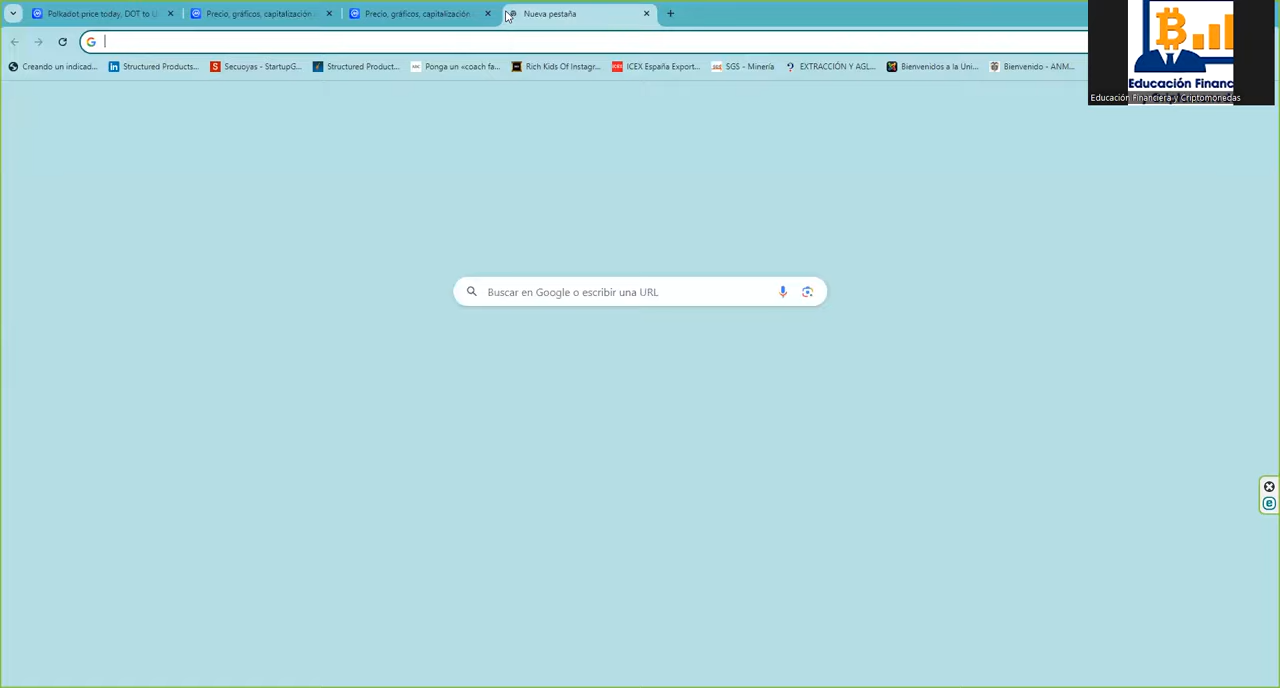 Polkadot price today, DOT to U
Precio, gráficos, capitalización
Precio, gráficos, capitalización
Nueva pestaña
Creando un indicad...
Structured Products...
Secuoyas - StartupG...
Structured Product...
Ponga un «coach fa...
Rich Kids Of Instagr...
ICEX España Export...
SGS - Minería
EXTRACCIÓN Y AGL...
Bienvenidos a la Uni...
Bienvenido - ANM...
Educación Financ
Educación Financiera y Criptomonedas
Buscar en Google o escribir una URL